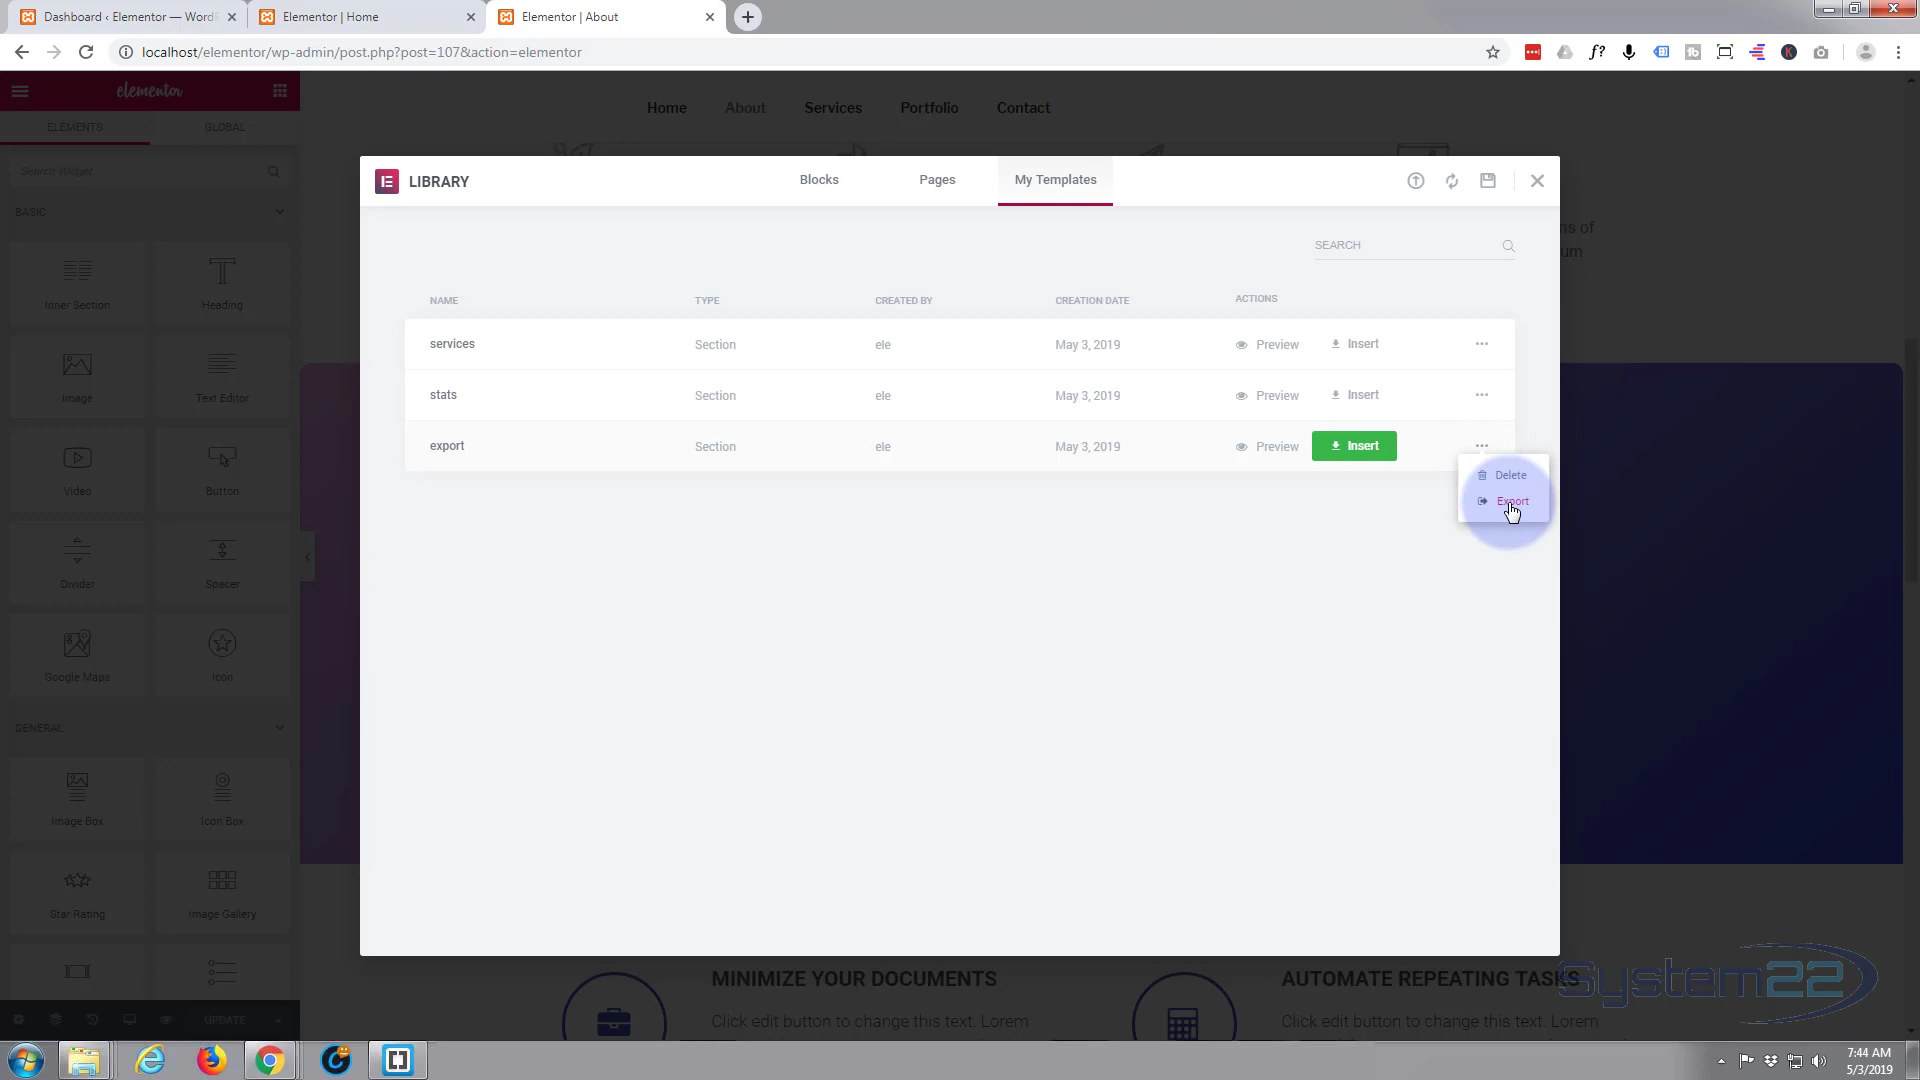 Dashboard ‹ Elementor — WordP
Elementor | Home
Elementor | About
localhost/elementor/wp-admin/post.php?post=107&action=elementor
elementor
ELEMENTS
GLOBAL
Search Widget
BASIC
Inner Section
Heading
Image
Text Editor
Video
Button
Divider
Spacer
Google Maps
Icon
GENERAL
Image Box
Icon Box
Star Rating
Image Gallery
UPDATE
Home
About
Services
Portfolio
Contact
LIBRARY
Blocks
Pages
My Templates
SEARCH
NAME
TYPE
CREATED BY
CREATION DATE
ACTIONS
services
Section
ele
May 3, 2019
Preview
Insert
stats
Section
ele
May 3, 2019
Preview
Insert
export
Section
ele
May 3, 2019
Preview
Insert
Delete
Export
of
um
MINIMIZE YOUR DOCUMENTS
Click edit button to change this text. Lorem
AUTOMATE REPEATING TASKS
Click edit button to change this text. Lorem
System22
7:44 AM
5/3/2019